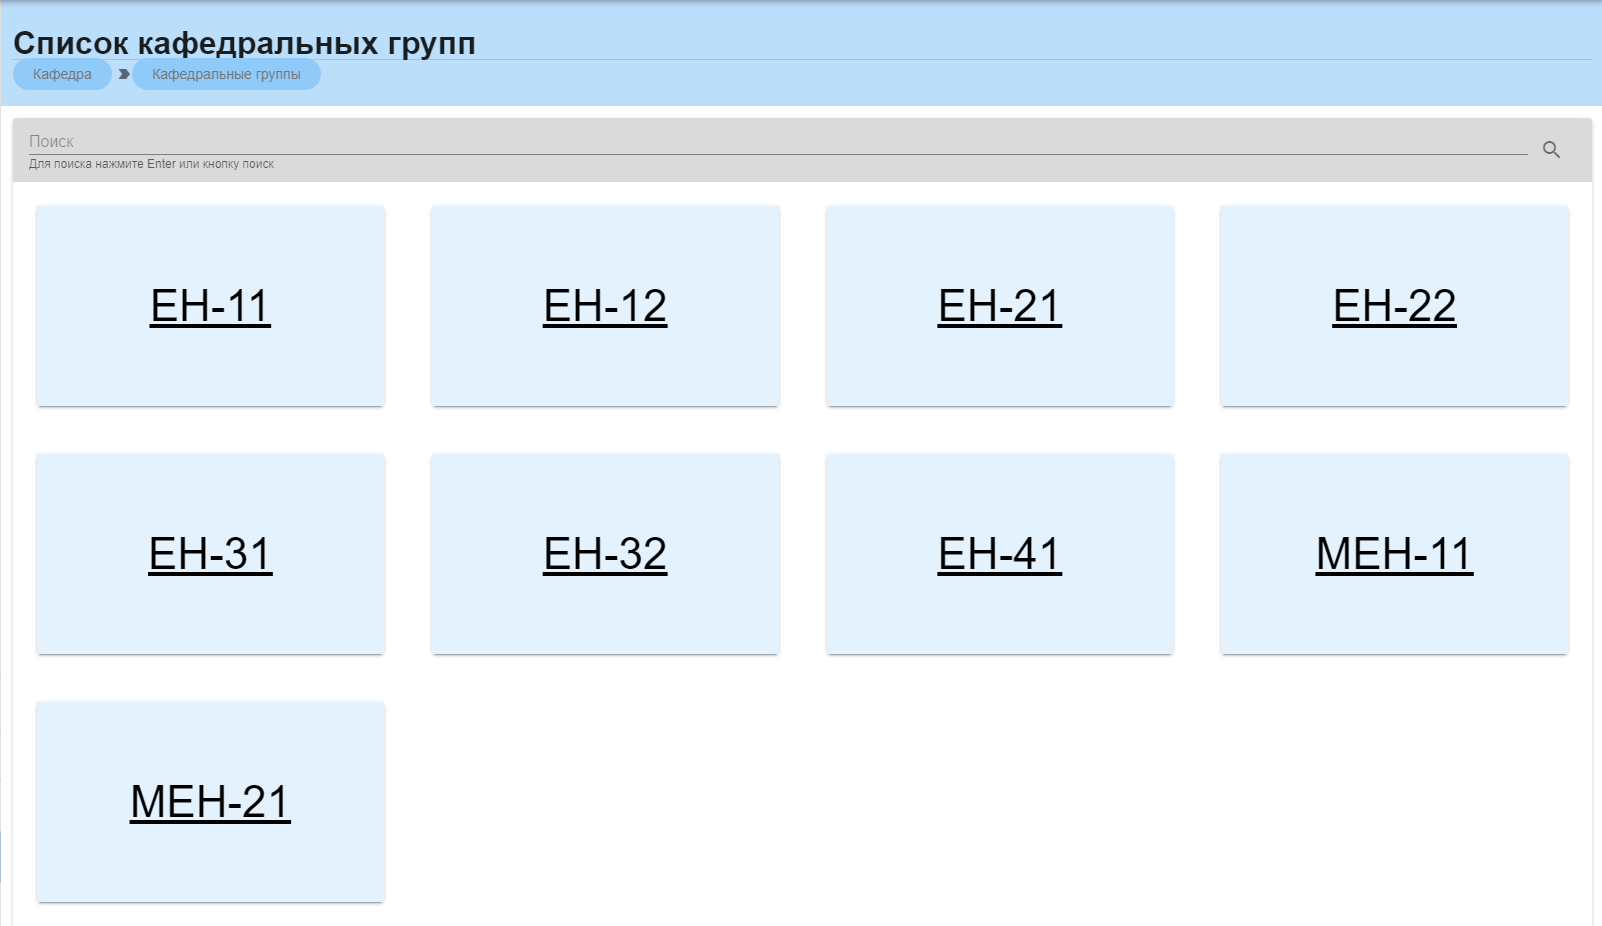 Список кафедральных групп
Кафедра Кафедральные группы
Поиск
Для поиска нажмите Enter или кнопку поиск
ЕН-11 ЕН-12 ЕН-21 ЕН-22
ЕН-31 ЕН-32 ЕН-41 МЕН-11
МЕН-21